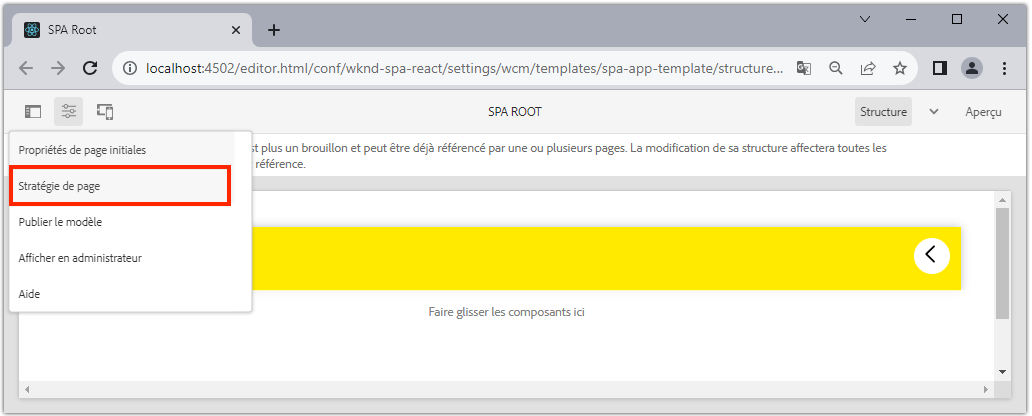 SPA Root
localhost:4502/editor.html/conf/wknd-spa-react/settings/wcm/templates/spa-app-template/structure...
SPA ROOT
Structure
Aperçu
Propriétés de page initiales
Stratégie de page
Publier le modèle
Afficher en administrateur
Aide
st plus un brouillon et peut être déjà référencé par une ou plusieurs pages. La modification de sa structure affectera toutes les
référence.
Faire glisser les composants ici